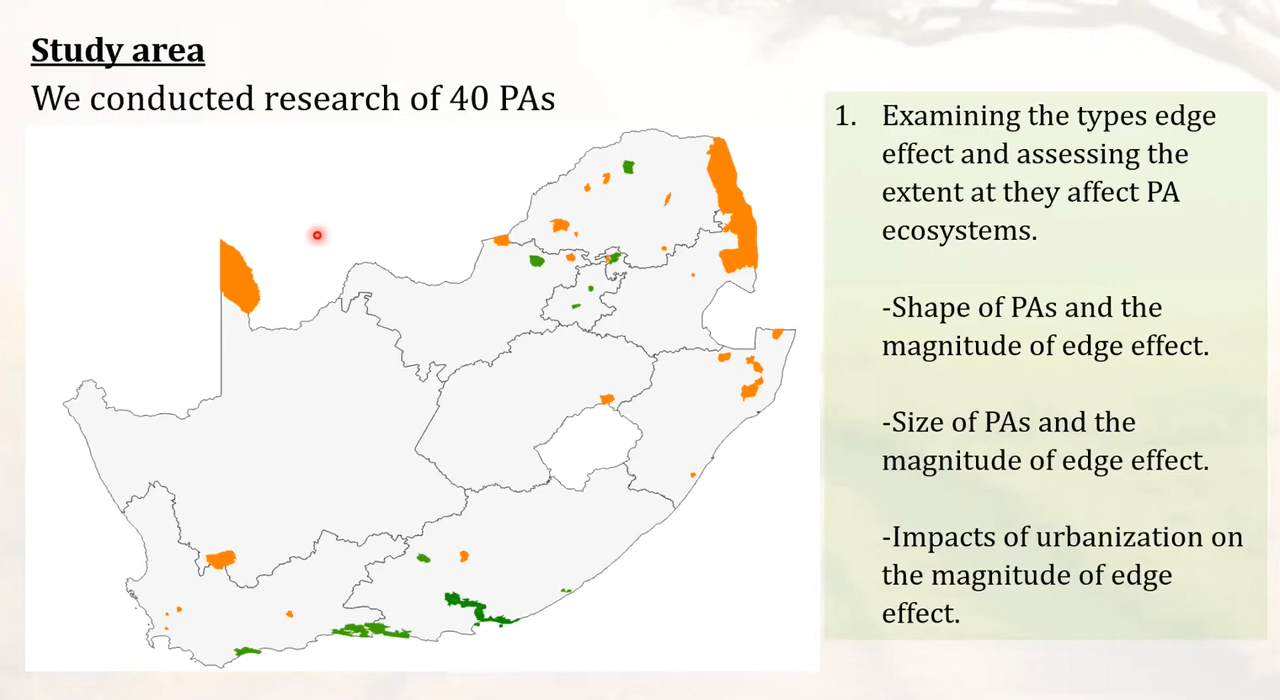 Study area
We conducted research of 40 PAs
1. Examining the types edge
effect and assessing the
extent at they affect PA
ecosystems.
-Shape of PAs and the
magnitude of edge effect.
-Size of PAs and the
magnitude of edge effect.
-Impacts of urbanization on
the magnitude of edge
effect.